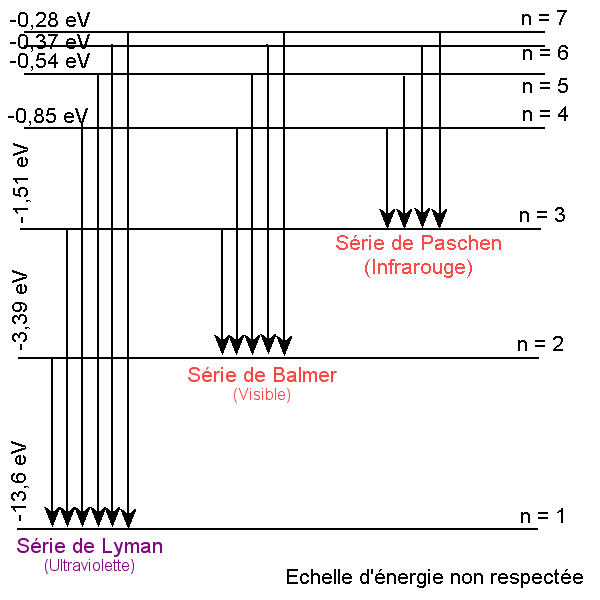 -0,28 eV
n = 7
-0,37 eV
n = 6
-0,54 eV
n = 5
-0,85 eV
n = 4
-1,51 eV
n = 3
Série de Paschen
(Infrarouge)
-3,39 eV
n = 2
Série de Balmer
(Visible)
-13,6 eV
n = 1
Série de Lyman
(Ultraviolette)
Echelle d'énergie non respectée